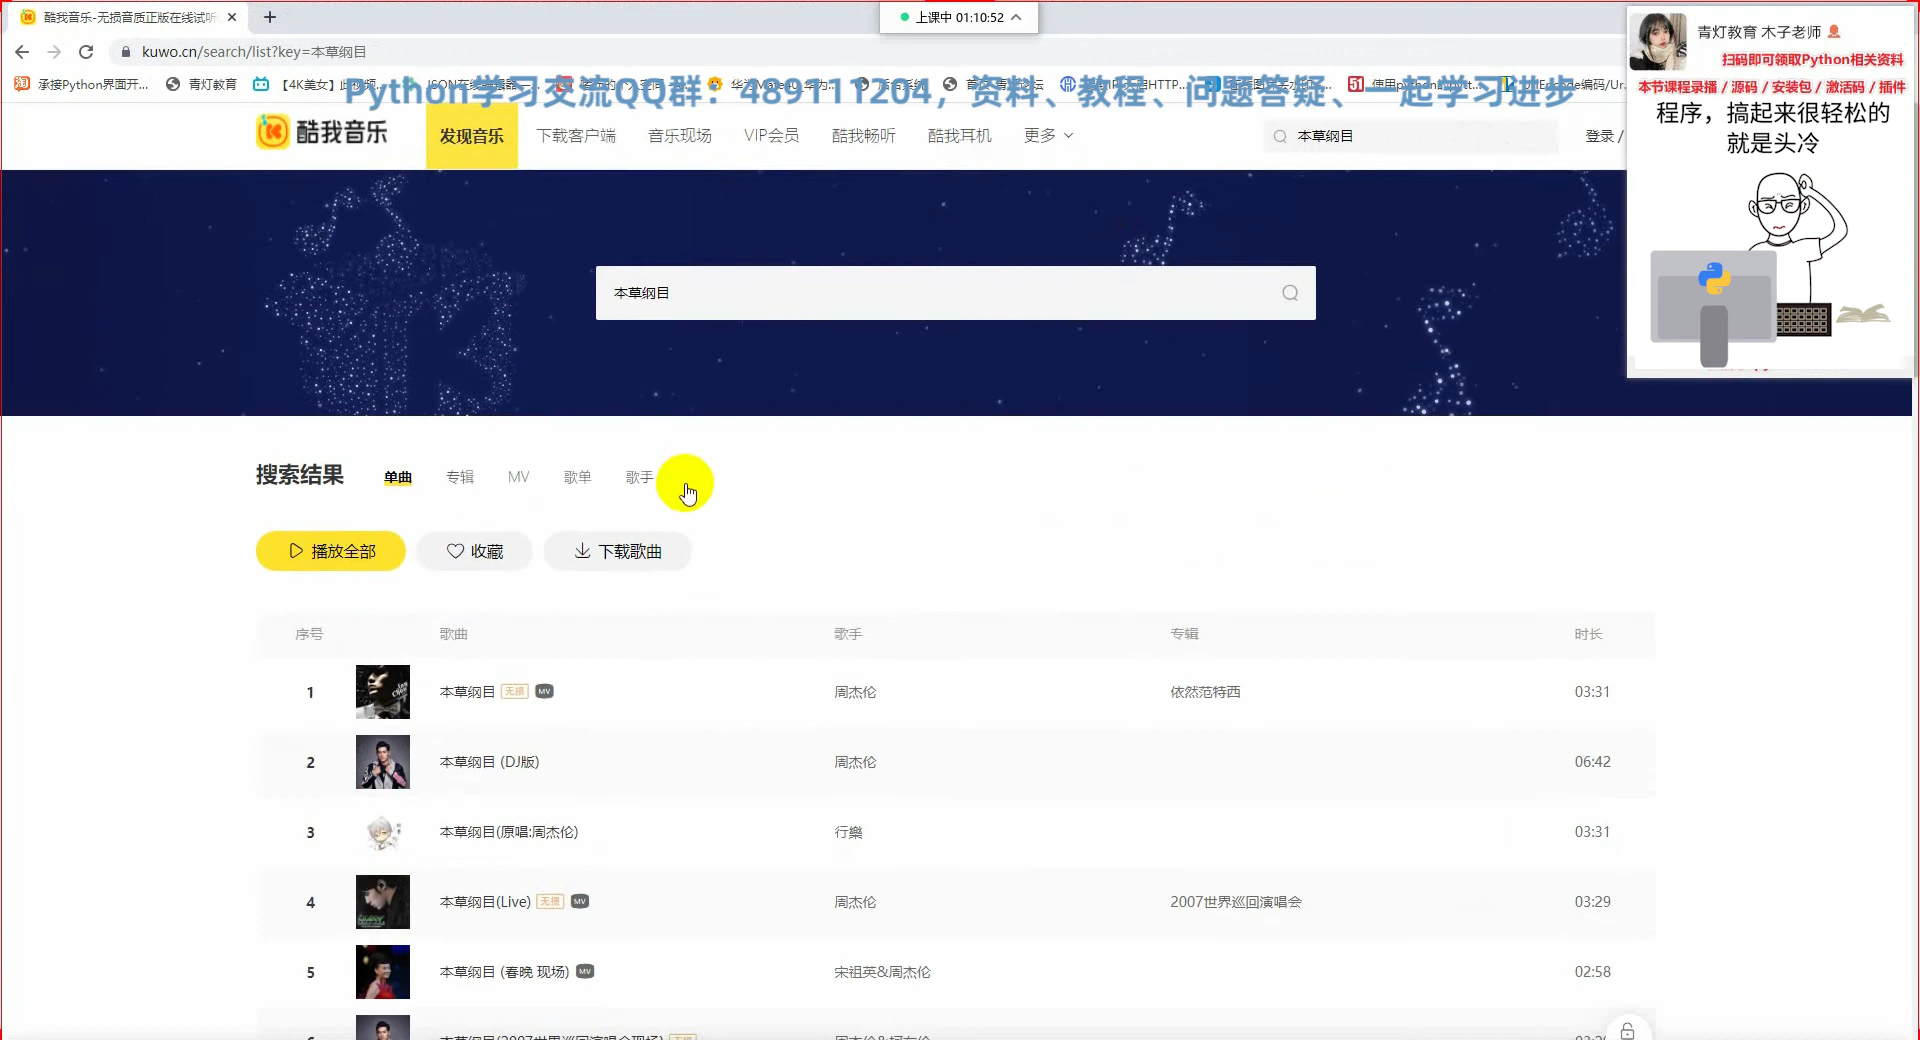 酷我音乐-无损音质正版在线试听
上课中 01:10:52
kuwo.cn/search/list?key=本草纲目
承接Python界面开...
青灯教育
【4K美女】
Python学习交流QQ群：489111204，资料、教程、问题答疑、一起学习进步
青灯教育 木子老师
扫码即可领取Python相关资料
本节课程录播 / 源码 / 安装包 / 激活码 / 插件
程序，搞起来很轻松的
就是头冷
酷我音乐
发现音乐
下载客户端
音乐现场
VIP会员
酷我畅听
酷我耳机
更多
本草纲目
登录 /
本草纲目
搜索结果
单曲
专辑
MV
歌单
歌手
播放全部
收藏
下载歌曲
序号 歌曲 歌手 专辑 时长
1 本草纲目 无损 MV 周杰伦 依然范特西 03:31
2 本草纲目 (DJ版) 周杰伦 06:42
3 本草纲目(原唱:周杰伦) 行樂 03:31
4 本草纲目(Live) 无损 MV 周杰伦 2007世界巡回演唱会 03:29
5 本草纲目 (春晚 现场) MV 宋祖英&周杰伦 02:58